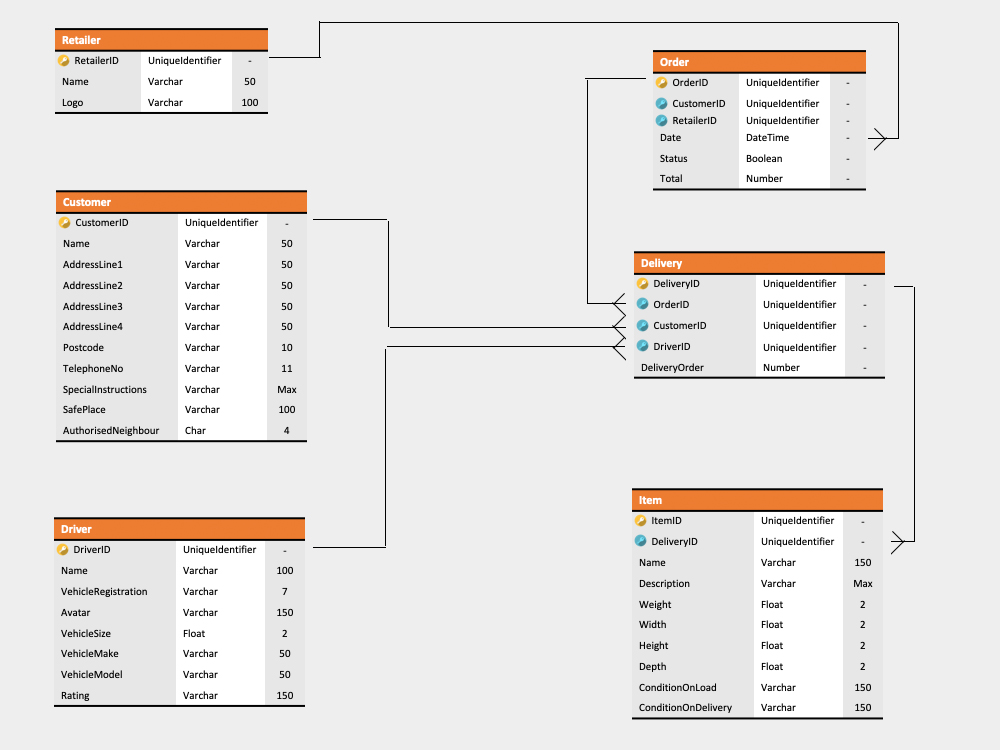 Retailer
RetailerID UniqueIdentifier -
Name Varchar 50
Logo Varchar 100
Order
OrderID UniqueIdentifier -
CustomerID UniqueIdentifier -
RetailerID UniqueIdentifier -
Date DateTime -
Status Boolean -
Total Number -
Customer
CustomerID UniqueIdentifier -
Name Varchar 50
AddressLine1 Varchar 50
AddressLine2 Varchar 50
AddressLine3 Varchar 50
AddressLine4 Varchar 50
Postcode Varchar 10
TelephoneNo Varchar 11
SpecialInstructions Varchar Max
SafePlace Varchar 100
AuthorisedNeighbour Char 4
Delivery
DeliveryID UniqueIdentifier -
OrderID UniqueIdentifier -
CustomerID UniqueIdentifier -
DriverID UniqueIdentifier -
DeliveryOrder Number -
Driver
DriverID UniqueIdentifier -
Name Varchar 100
VehicleRegistration Varchar 7
Avatar Varchar 150
VehicleSize Float 2
VehicleMake Varchar 50
VehicleModel Varchar 50
Rating Varchar 150
Item
ItemID UniqueIdentifier -
DeliveryID UniqueIdentifier -
Name Varchar 150
Description Varchar Max
Weight Float 2
Width Float 2
Height Float 2
Depth Float 2
ConditionOnLoad Varchar 150
ConditionOnDelivery Varchar 150